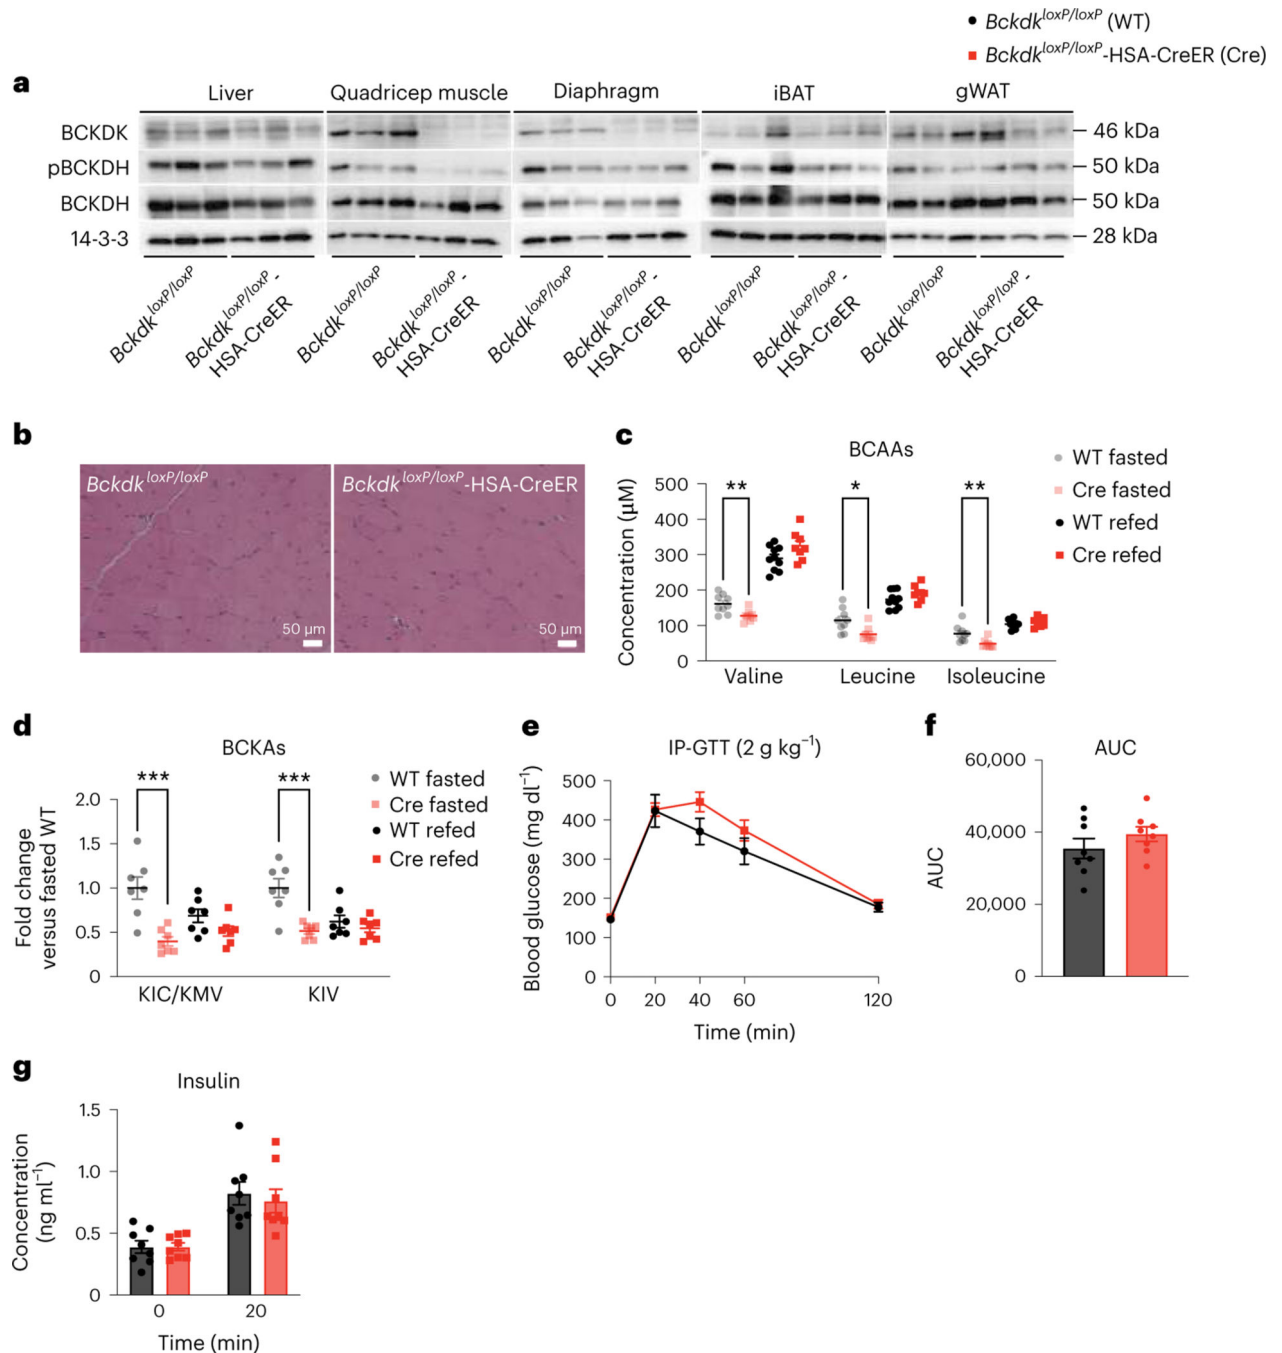 Bckdk loxP/loxP (WT)
Bckdk loxP/loxP-HSA-CreER (Cre)
a
Liver Quadricep muscle Diaphragm iBAT gWAT
BCKDK 46 kDa
pBCKDH 50 kDa
BCKDH 50 kDa
14-3-3 28 kDa
Bckdk loxP/loxP
Bckdk loxP/loxP-
HSA-CreER
Bckdk loxP/loxP
Bckdk loxP/loxP-
HSA-CreER
Bckdk loxP/loxP
Bckdk loxP/loxP-
HSA-CreER
Bckdk loxP/loxP
Bckdk loxP/loxP-
HSA-CreER
Bckdk loxP/loxP
Bckdk loxP/loxP-
HSA-CreER
b
Bckdk loxP/loxP
50 µm
Bckdk loxP/loxP-HSA-CreER
50 µm
c
BCAAs
WT fasted
Cre fasted
WT refed
Cre refed
Concentration (µM)
500
400
300
200
100
0
** * **
Valine Leucine Isoleucine
d
BCKAs
WT fasted
Cre fasted
WT refed
Cre refed
Fold change
versus fasted WT
2.0
1.5
1.0
0.5
0
*** ***
KIC/KMV KIV
e
IP-GTT (2 g kg−1)
Blood glucose (mg dl−1)
500
400
300
200
100
0
0 20 40 60 120
Time (min)
f
AUC
AUC
60,000
40,000
20,000
0
g
Insulin
Concentration
(ng ml−1)
1.5
1.0
0.5
0
0 20
Time (min)